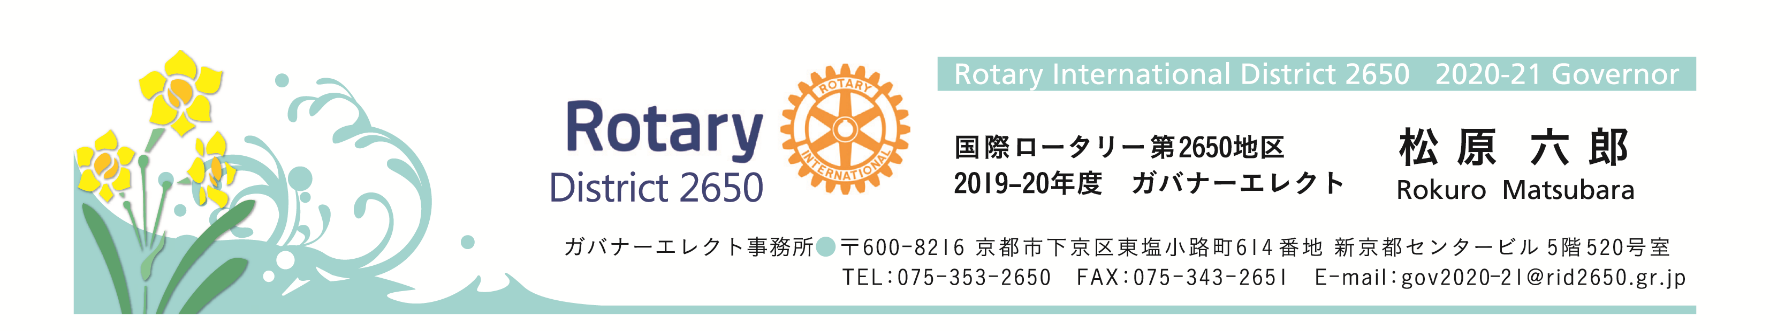 Rotary International District 2650 2020-21 Governor
Rotary
District 2650
ROTARY
INTERNATIONAL
国際ロータリー第2650地区
2019-20年度 ガバナーエレクト
松原 六郎
Rokuro Matsubara
ガバナーエレクト事務所●〒600-8216 京都市下京区東塩小路町614番地 新京都センタービル5階520号室
TEL:075-353-2650 FAX:075-343-2651 E-mail:gov2020-21@rid2650.gr.jp